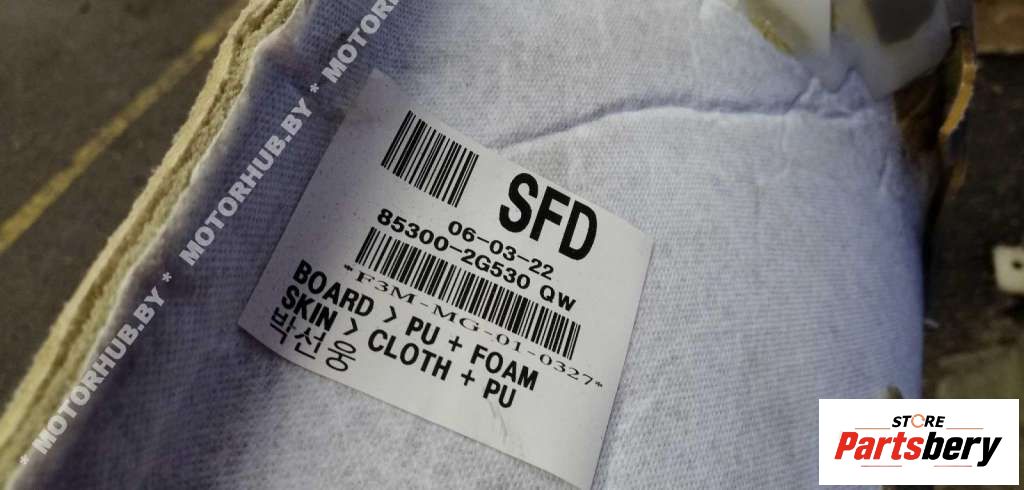 SFD
06-03-22
85300-2G530 QW
*F3M-MG-01-0327*
BOARD > PU + FOAM
SKIN > CLOTH + PU
박선웅
* MOTORHUB.BY * MOTORHUB.BY * MOTORHUB.BY
STORE
Partsbery